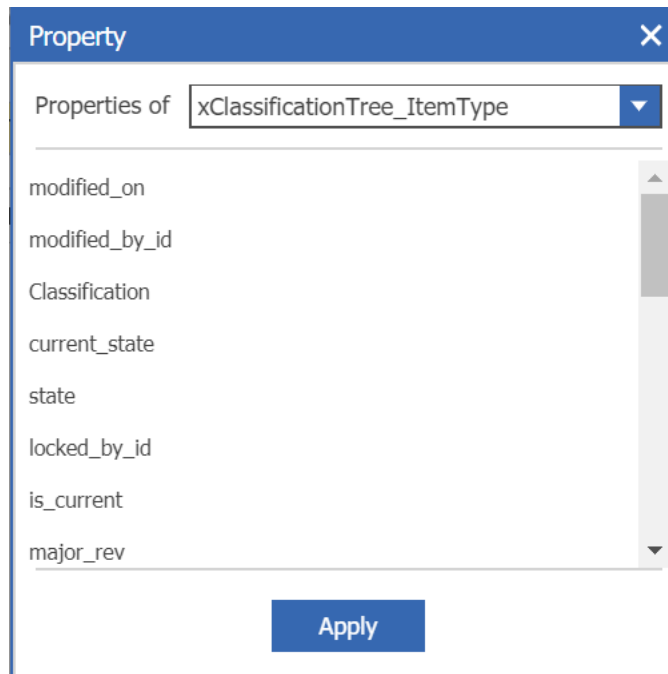 Property
Properties of xClassificationTree_ItemType
modified_on
modified_by_id
Classification
current_state
state
locked_by_id
is_current
major_rev
Apply